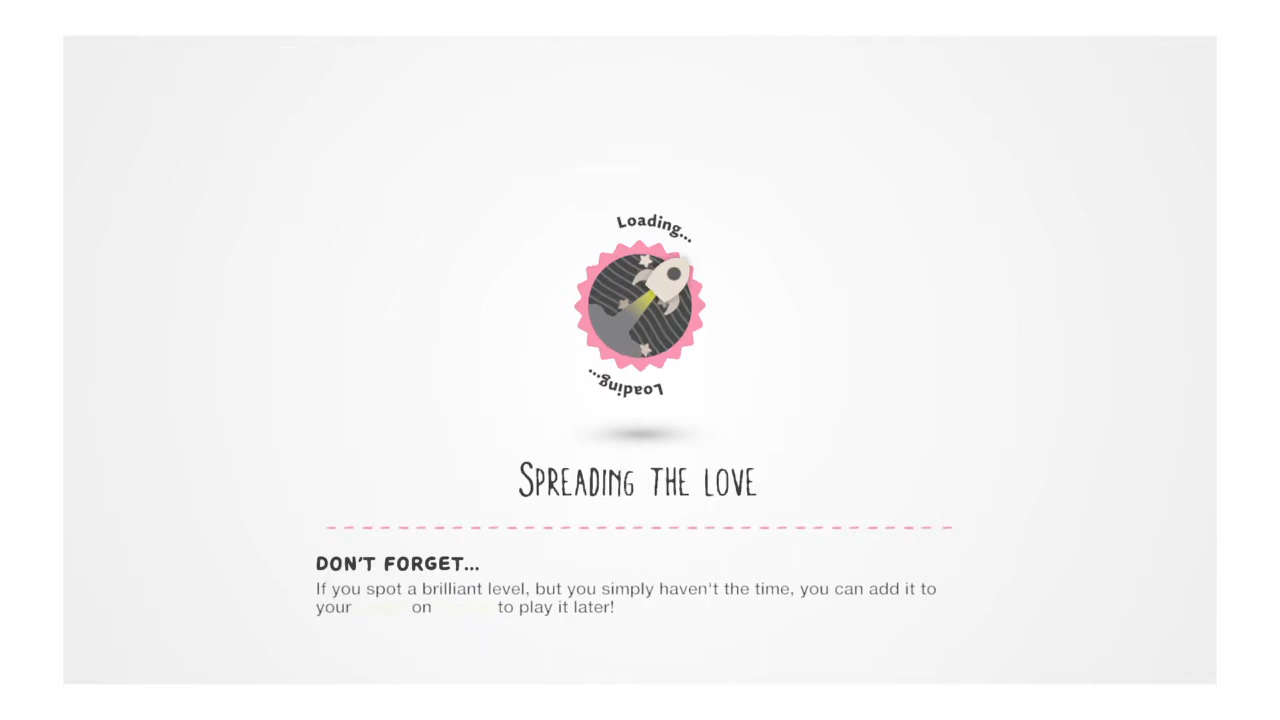 Loading...
Loading...
Spreading the love
DON'T FORGET...
If you spot a brilliant level, but you simply haven't the time, you can add it to
your on to play it later!